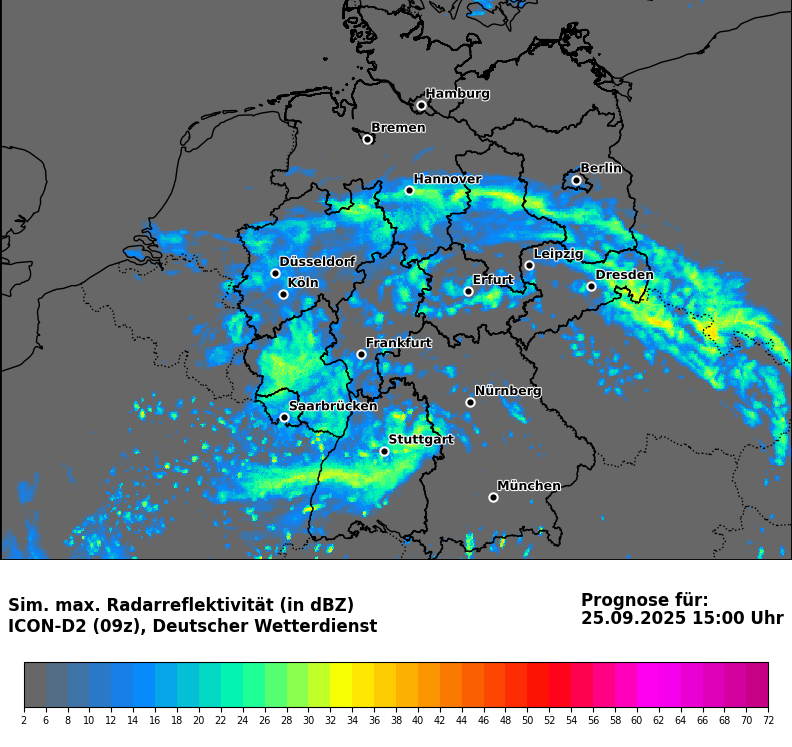 Hamburg
Bremen
Berlin
Hannover
Leipzig
Düsseldorf
Dresden
Köln
Erfurt
Frankfurt
Nürnberg
Saarbrücken
Stuttgart
München
Sim. max. Radarreflektivität (in dBZ)
ICON-D2 (09z), Deutscher Wetterdienst
Prognose für:
25.09.2025 15:00 Uhr
2 6 8 10 12 14 16 18 20 22 24 26 28 30 32 34 36 38 40 42 44 46 48 50 52 54 56 58 60 62 64 66 68 70 72